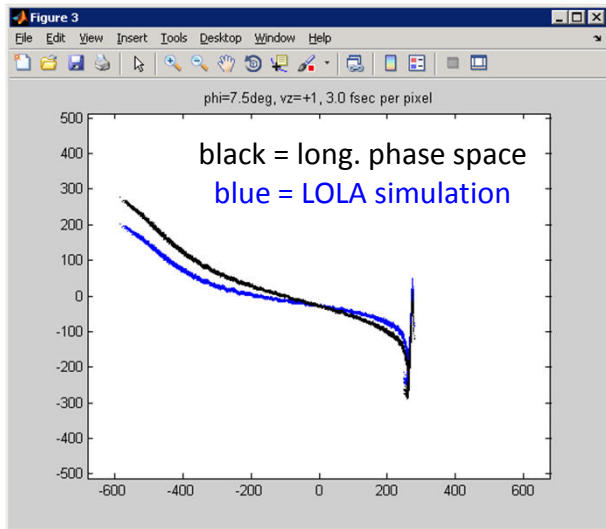 Figure 3
File Edit View Insert Tools Desktop Window Help
phi=7.5deg, vz=+1, 3.0 fsec per pixel
black = long. phase space
blue = LOLA simulation
500
400
300
200
100
0
-100
-200
-300
-400
-500
-600 -400 -200 0 200 400 600